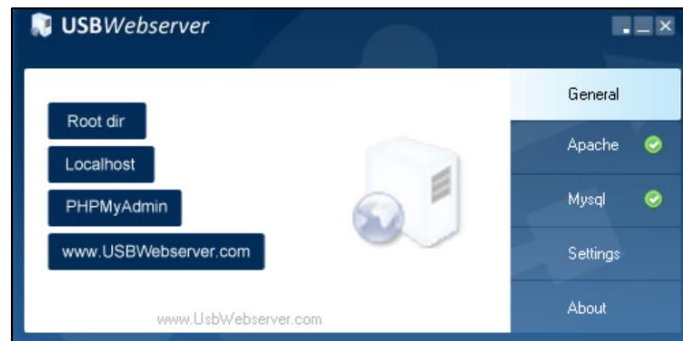 USBWebserver
General
Root dir
Apache
Localhost
Mysql
PHPMyAdmin
www.USBWebserver.com
Settings
About
www.UsbWebserver.com